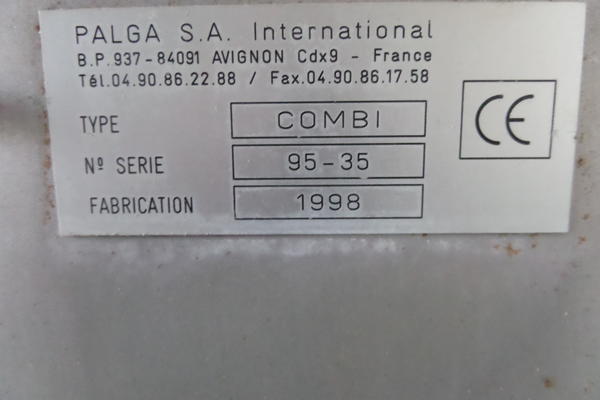 PALGA S.A. International
B.P.937-84091 AVIGNON Cdx9 - France
Tél.04.90.86.22.88 / Fax.04.90.86.17.58
TYPE COMBI
Nº SERIE 95-35
FABRICATION 1998
CE